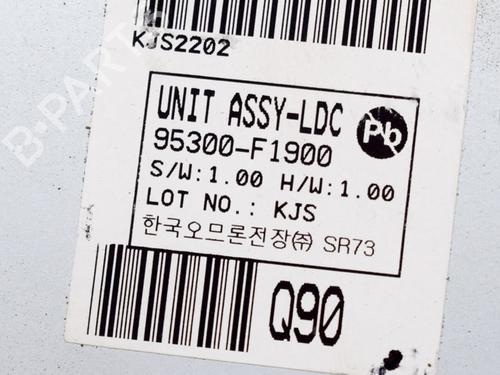 KJS2202
UNIT ASSY-LDC
Pb
95300-F1900
S/W:1.00 H/W:1.00
LOT NO.: KJS
한국오므론전장㈜ SR73
Q90
B-PARTS